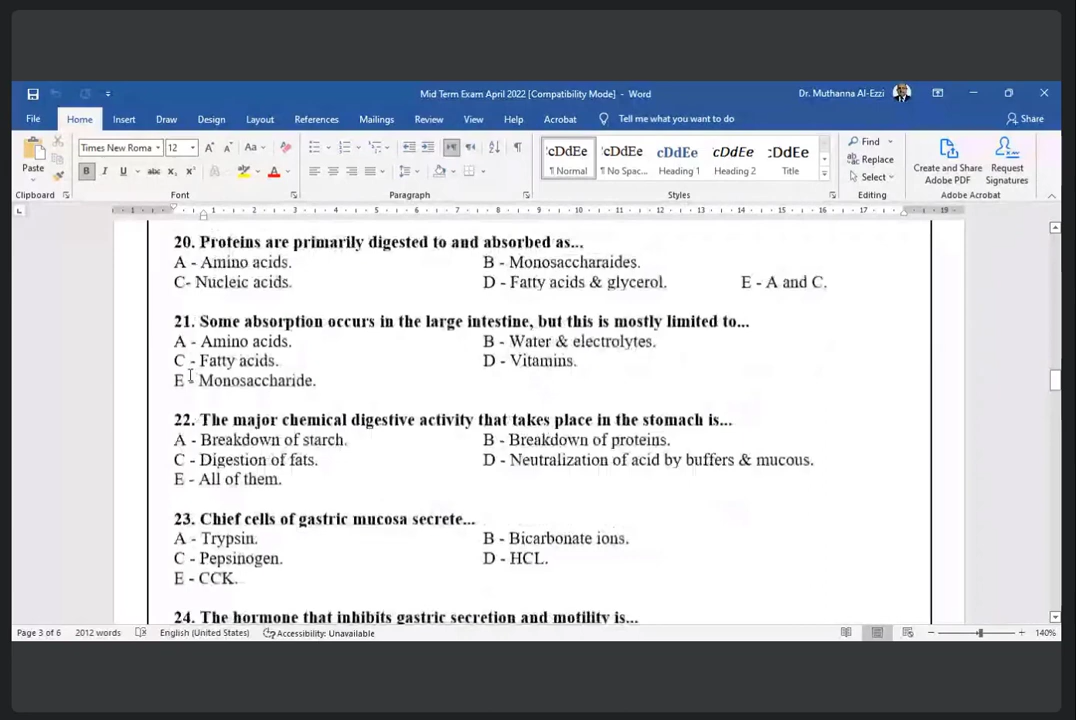 Mid Term Exam April 2022 [Compatibility Mode] - Word
Dr. Muthanna Al-Ezzi
File Home Insert Draw Design Layout References Mailings Review View Help Acrobat Tell me what you want to do Share
Times New Roma 12
Paste
Clipboard Font Paragraph Styles Editing Adobe Acrobat
¶ Normal ¶ No Spac... Heading 1 Heading 2 Title
Find
Replace
Select
Create and Share
Adobe PDF
Request
Signatures
20. Proteins are primarily digested to and absorbed as...
A - Amino acids. B - Monosaccharaides.
C- Nucleic acids. D - Fatty acids & glycerol. E - A and C.
21. Some absorption occurs in the large intestine, but this is mostly limited to...
A - Amino acids. B - Water & electrolytes.
C - Fatty acids. D - Vitamins.
E - Monosaccharide.
22. The major chemical digestive activity that takes place in the stomach is...
A - Breakdown of starch. B - Breakdown of proteins.
C - Digestion of fats. D - Neutralization of acid by buffers & mucous.
E - All of them.
23. Chief cells of gastric mucosa secrete...
A - Trypsin. B - Bicarbonate ions.
C - Pepsinogen. D - HCL.
E - CCK.
24. The hormone that inhibits gastric secretion and motility is...
Page 3 of 6 2012 words English (United States) Accessibility: Unavailable 140%